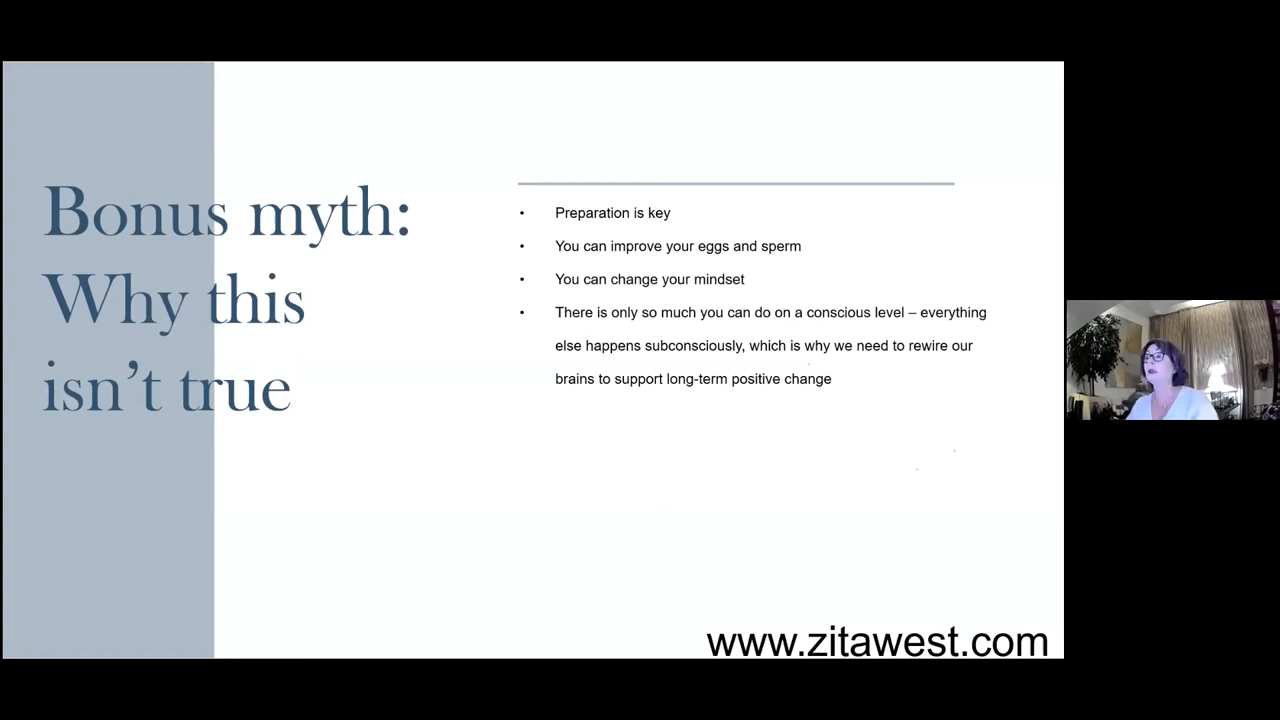 Bonus myth:
Why this
isn't true
• Preparation is key
• You can improve your eggs and sperm
• You can change your mindset
• There is only so much you can do on a conscious level – everything
else happens subconsciously, which is why we need to rewire our
brains to support long-term positive change
www.zitawest.com